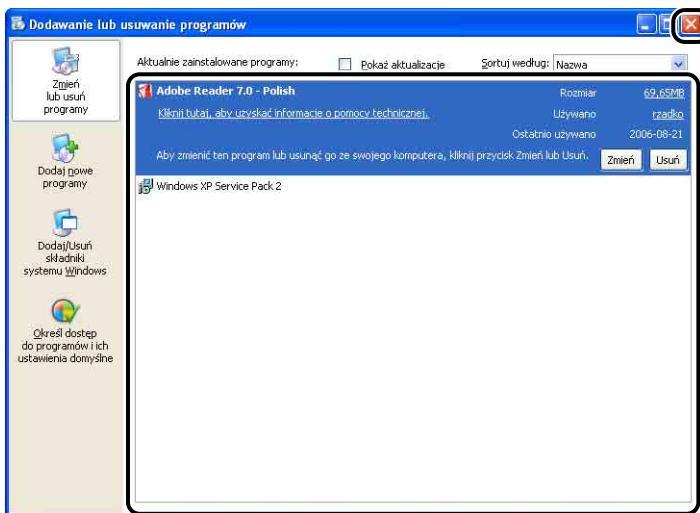 Dodawanie lub usuwanie programów
Zmień
lub usuń
programy
Dodaj nowe
programy
Dodaj/Usuń
składniki
systemu Windows
Określ dostęp
do programów i ich
ustawienia domyślne
Aktualnie zainstalowane programy:
Pokaż aktualizacje
Sortuj według: Nazwa
Adobe Reader 7.0 - Polish
Rozmiar 69,65MB
Kliknij tutaj, aby uzyskać informacje o pomocy technicznej.
Używano rzadko
Ostatnio używano 2006-08-21
Aby zmienić ten program lub usunąć go ze swojego komputera, kliknij przycisk Zmień lub Usuń.
Zmień Usuń
Windows XP Service Pack 2